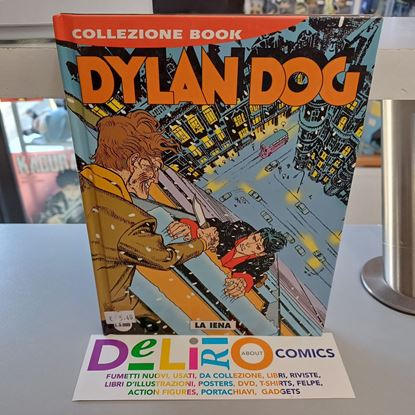 COLLEZIONE BOOK
DYLAN DOG
LA IENA
DeLiRiO ABOUT COMICS
FUMETTI NUOVI, USATI, DA COLLEZIONE, LIBRI, RIVISTE,
LIBRI D'ILLUSTRAZIONI, POSTERS, DVD, T-SHIRTS, FELPE,
ACTION FIGURES, PORTACHIAVI, GADGETS